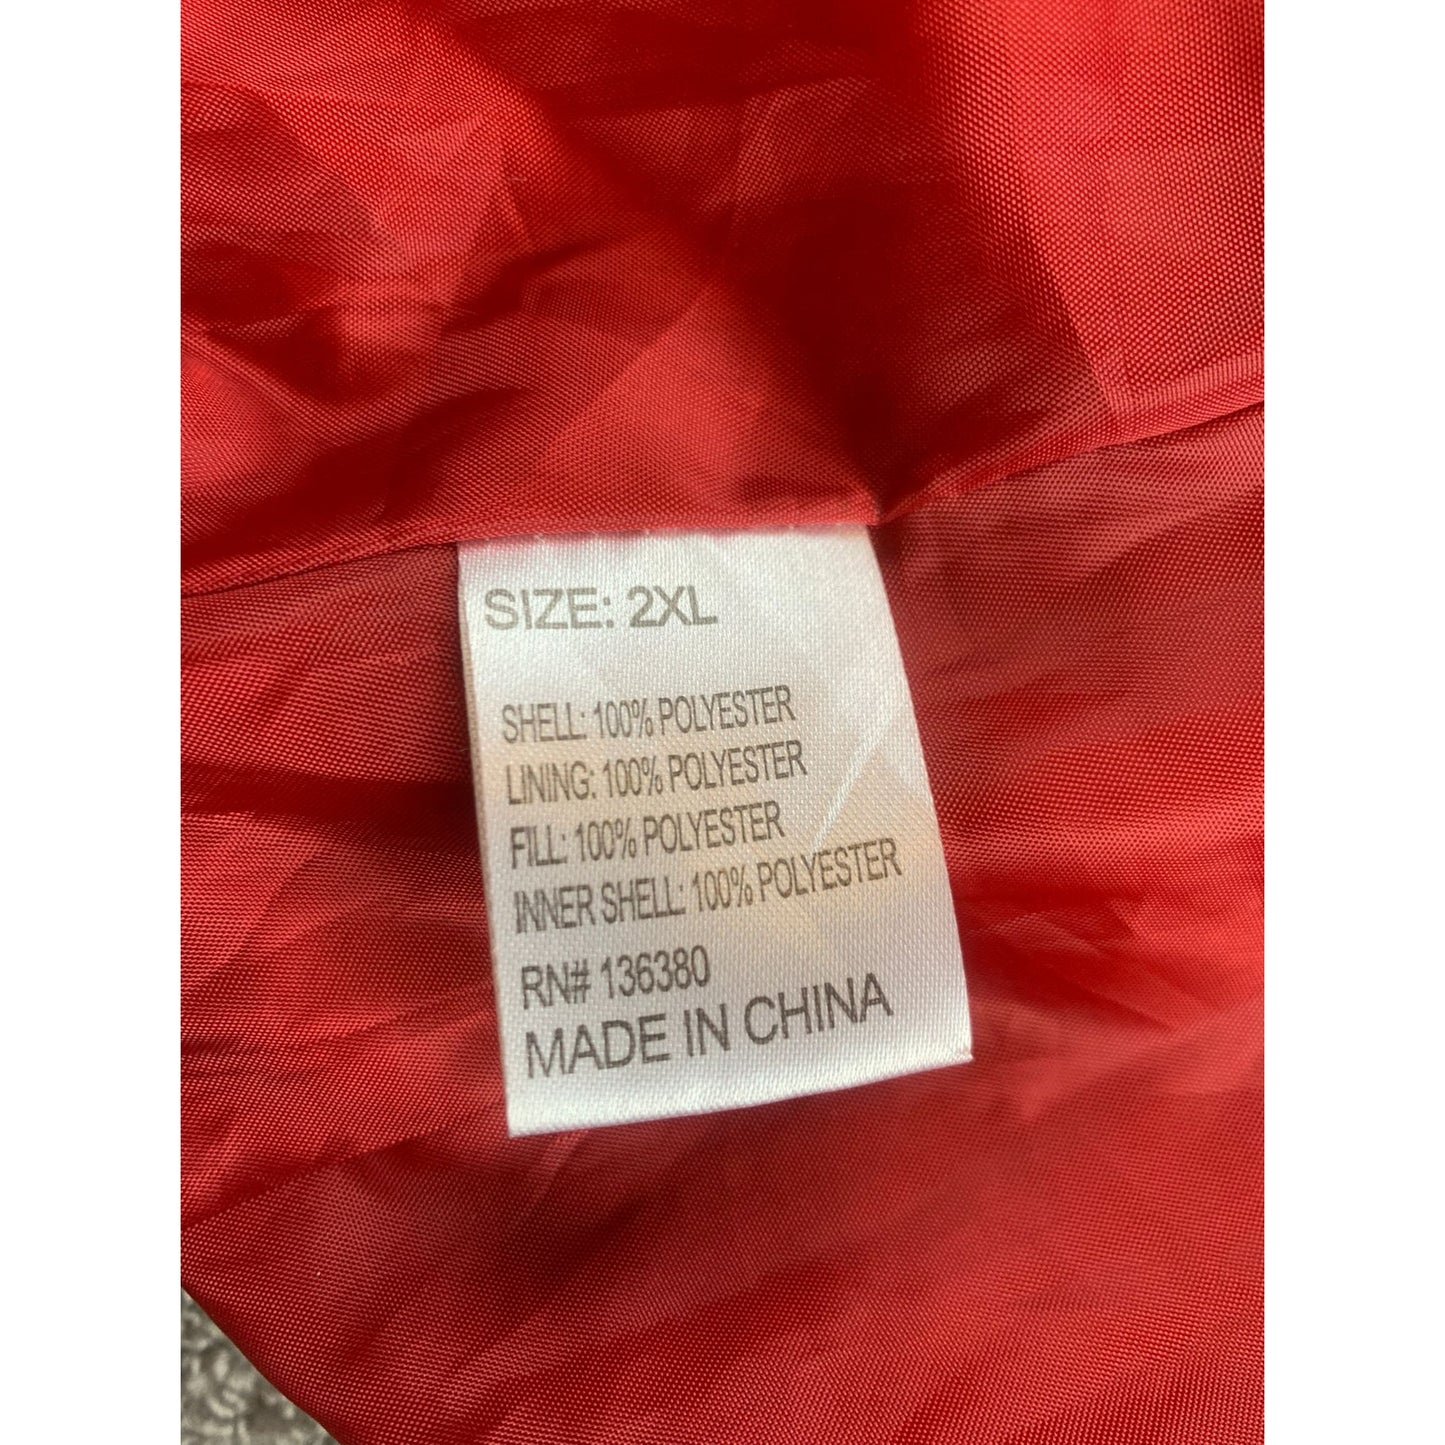 SIZE: 2XL
SHELL: 100% POLYESTER
LINING: 100% POLYESTER
FILL: 100% POLYESTER
INNER SHELL: 100% POLYESTER
RN# 136380
MADE IN CHINA